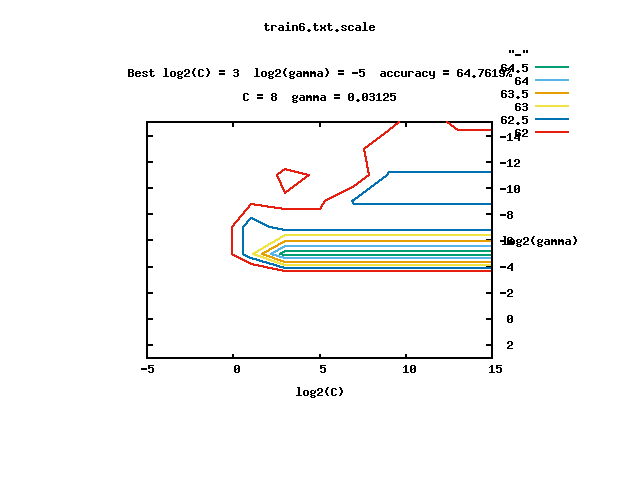 train6.txt.scale
"-"
Best log2(C) = 3 log2(gamma) = -5 accuracy = 64.7619%
C = 8 gamma = 0.03125
64.5
64
63.5
63
62.5
62
-14
-12
-10
-8
-6
log2(gamma)
-4
-2
0
2
-5 0 5 10 15
log2(C)